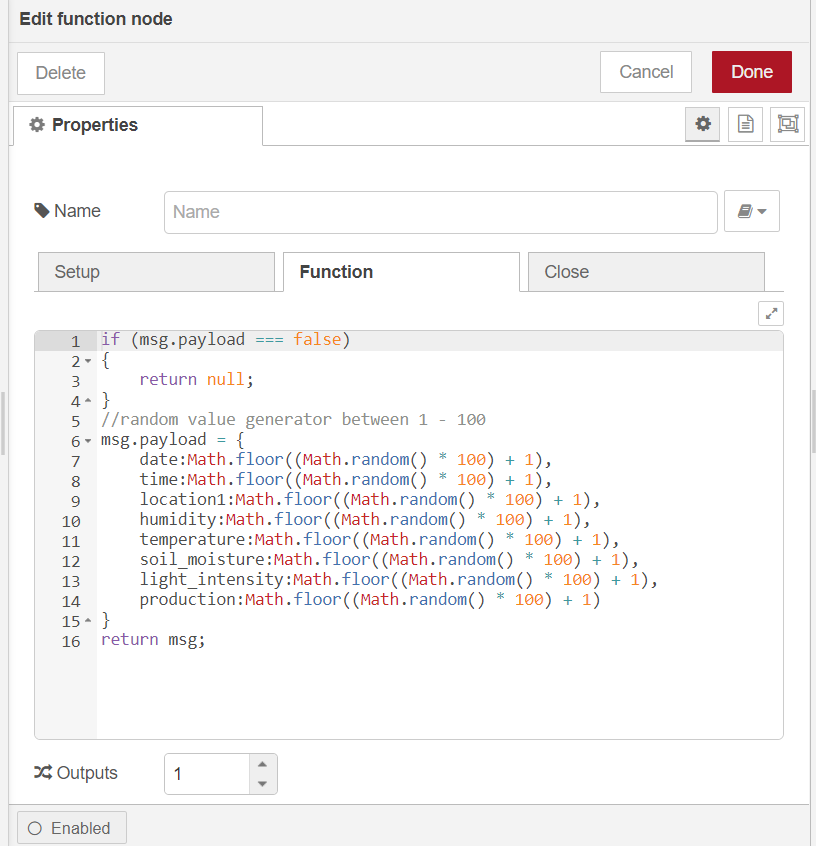 Edit function node
Delete
Cancel
Done
Properties
Name
Name
Setup
Function
Close
1 if (msg.payload === false)
2 {
3     return null;
4 }
5 //random value generator between 1 - 100
6 msg.payload = {
7     date:Math.floor((Math.random() * 100) + 1),
8     time:Math.floor((Math.random() * 100) + 1),
9     location1:Math.floor((Math.random() * 100) + 1),
10     humidity:Math.floor((Math.random() * 100) + 1),
11     temperature:Math.floor((Math.random() * 100) + 1),
12     soil_moisture:Math.floor((Math.random() * 100) + 1),
13     light_intensity:Math.floor((Math.random() * 100) + 1),
14     production:Math.floor((Math.random() * 100) + 1)
15 }
16 return msg;
Outputs
1
Enabled